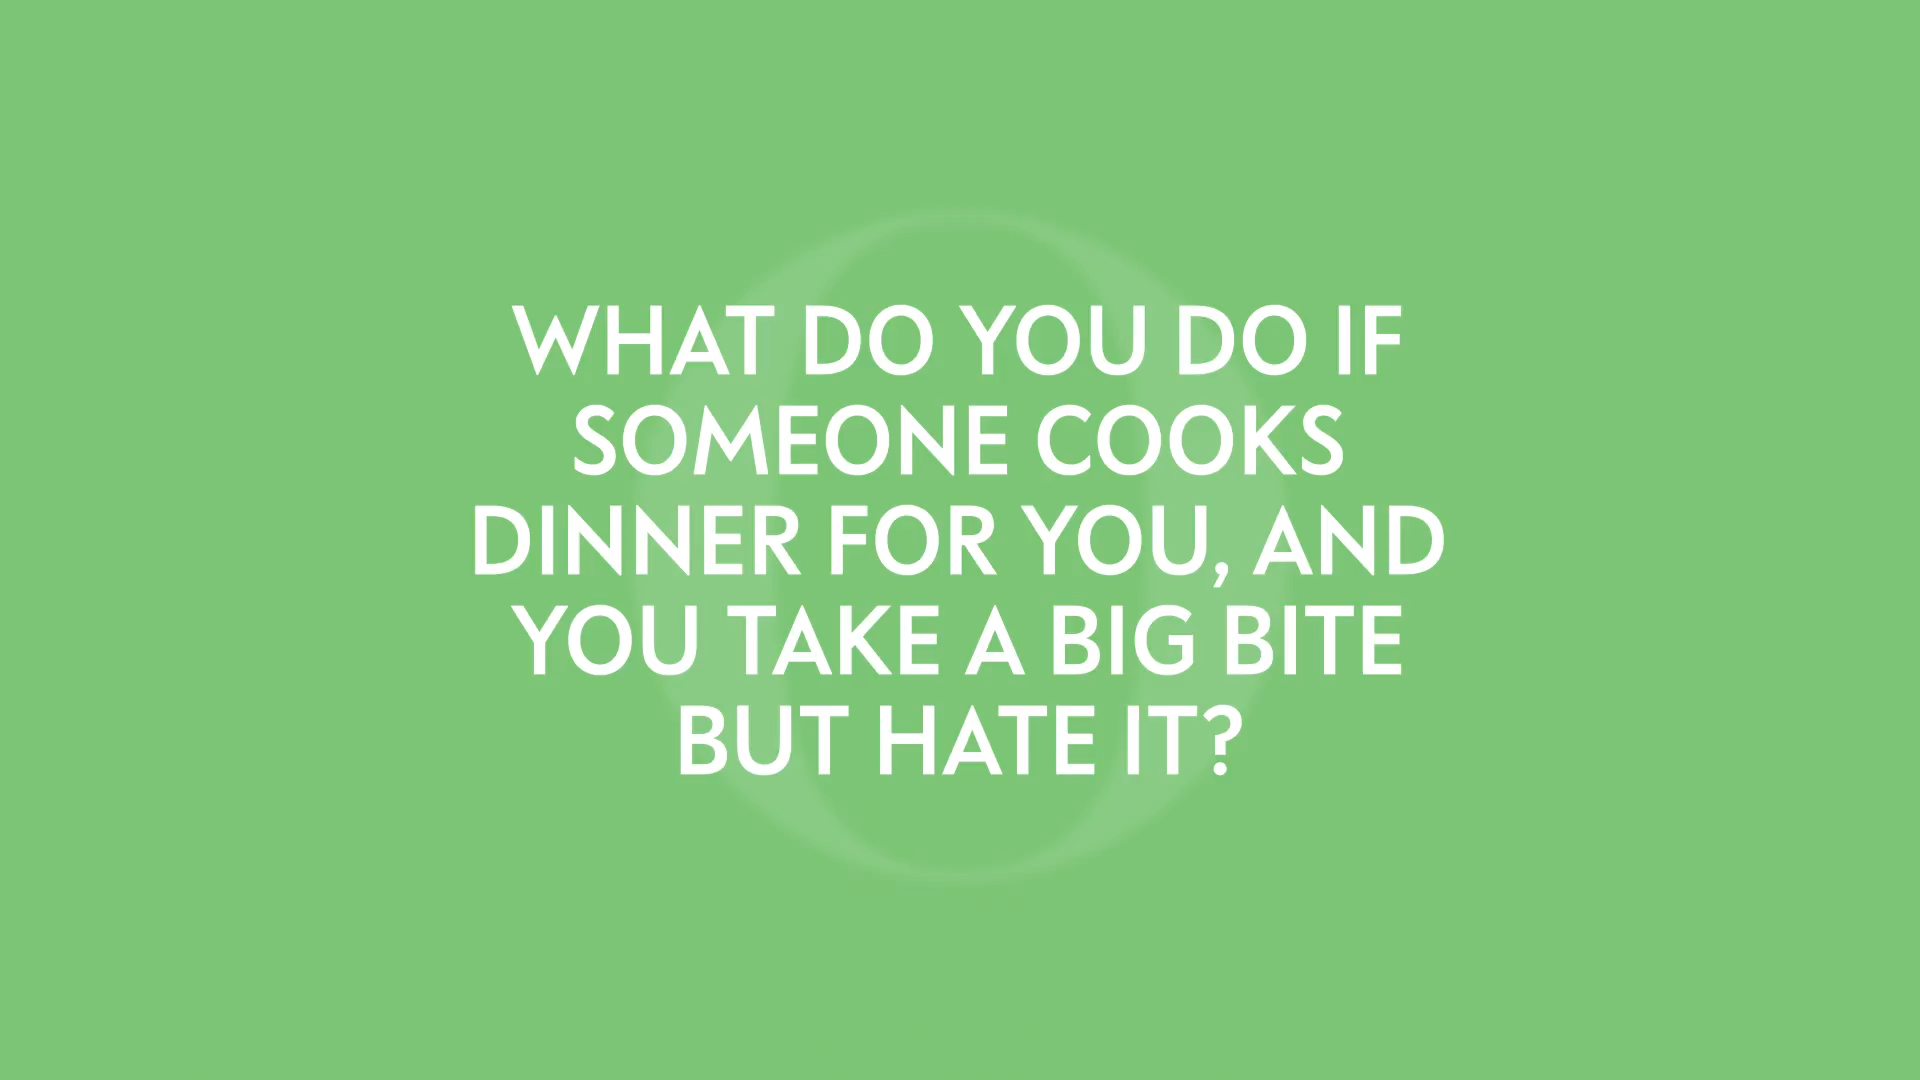 WHAT DO YOU DO IF
SOMEONE COOKS
DINNER FOR YOU, AND
YOU TAKE A BIG BITE
BUT HATE IT?